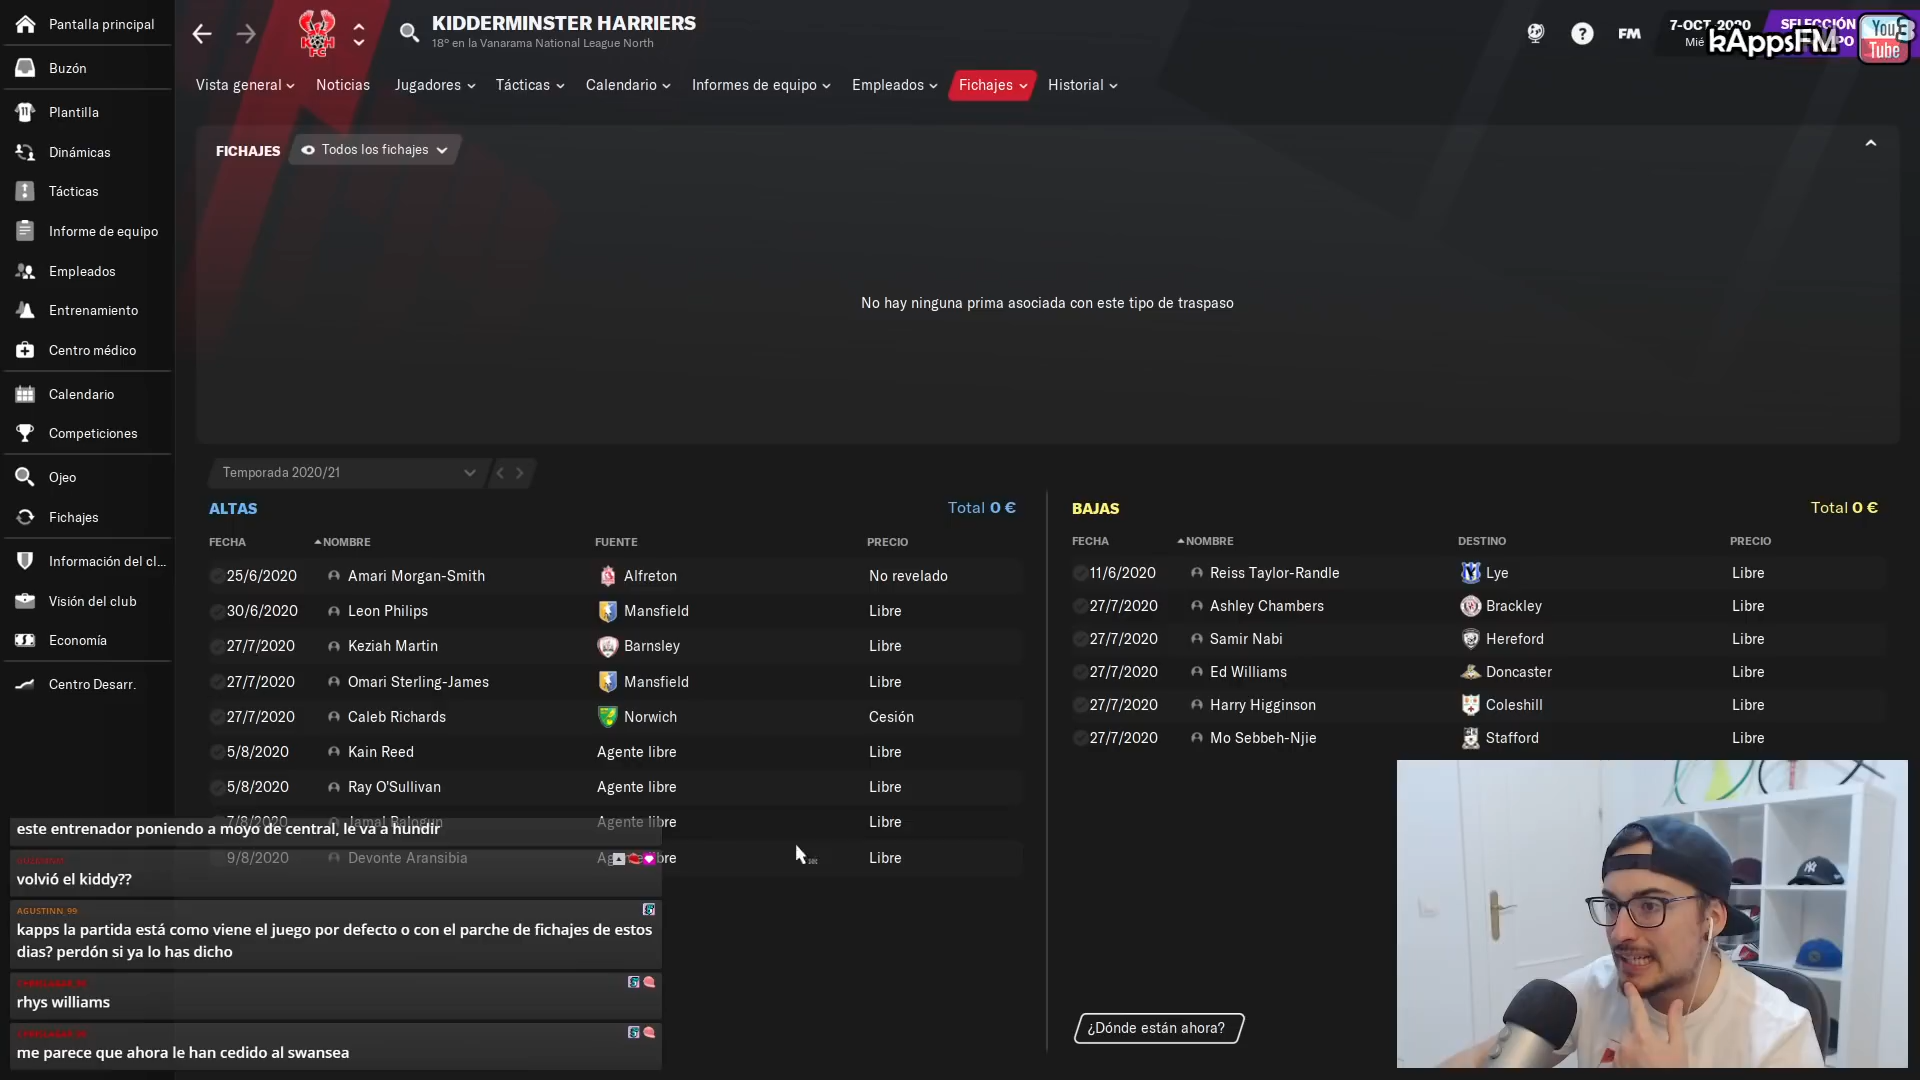 Pantalla principal
Buzón
Plantilla
Dinámicas
Tácticas
Informe de equipo
Empleados
Entrenamiento
Centro médico
Calendario
Competiciones
Ojeo
Fichajes
Información del cl...
Visión del club
Economía
Centro Desarr.
KIDDERMINSTER HARRIERS
18º en la Vanarama National League North
FM
7-OCT. 2020
Mié
kAppsFM
You
Tube
Vista general
Noticias
Jugadores
Tácticas
Calendario
Informes de equipo
Empleados
Fichajes
Historial
FICHAJES
Todos los fichajes
No hay ninguna prima asociada con este tipo de traspaso
Temporada 2020/21
ALTAS Total 0 €
FECHA NOMBRE FUENTE PRECIO
25/6/2020 Amari Morgan-Smith Alfreton No revelado
30/6/2020 Leon Philips Mansfield Libre
27/7/2020 Keziah Martin Barnsley Libre
27/7/2020 Omari Sterling-James Mansfield Libre
27/7/2020 Caleb Richards Norwich Cesión
5/8/2020 Kain Reed Agente libre Libre
5/8/2020 Ray O'Sullivan Agente libre Libre
7/8/2020 Jamal Balogun Agente libre Libre
9/8/2020 Devonte Aransibia Libre
BAJAS Total 0 €
FECHA NOMBRE DESTINO PRECIO
11/6/2020 Reiss Taylor-Randle Lye Libre
27/7/2020 Ashley Chambers Brackley Libre
27/7/2020 Samir Nabi Hereford Libre
27/7/2020 Ed Williams Doncaster Libre
27/7/2020 Harry Higginson Coleshill Libre
27/7/2020 Mo Sebbeh-Njie Stafford Libre
¿Dónde están ahora?
este entrenador poniendo a moyo de central, le va a hundir
volvió el kiddy??
AGUSTINN_99
kapps la partida está como viene el juego por defecto o con el parche de fichajes de estos
dias? perdón si ya lo has dicho
rhys williams
me parece que ahora le han cedido al swansea